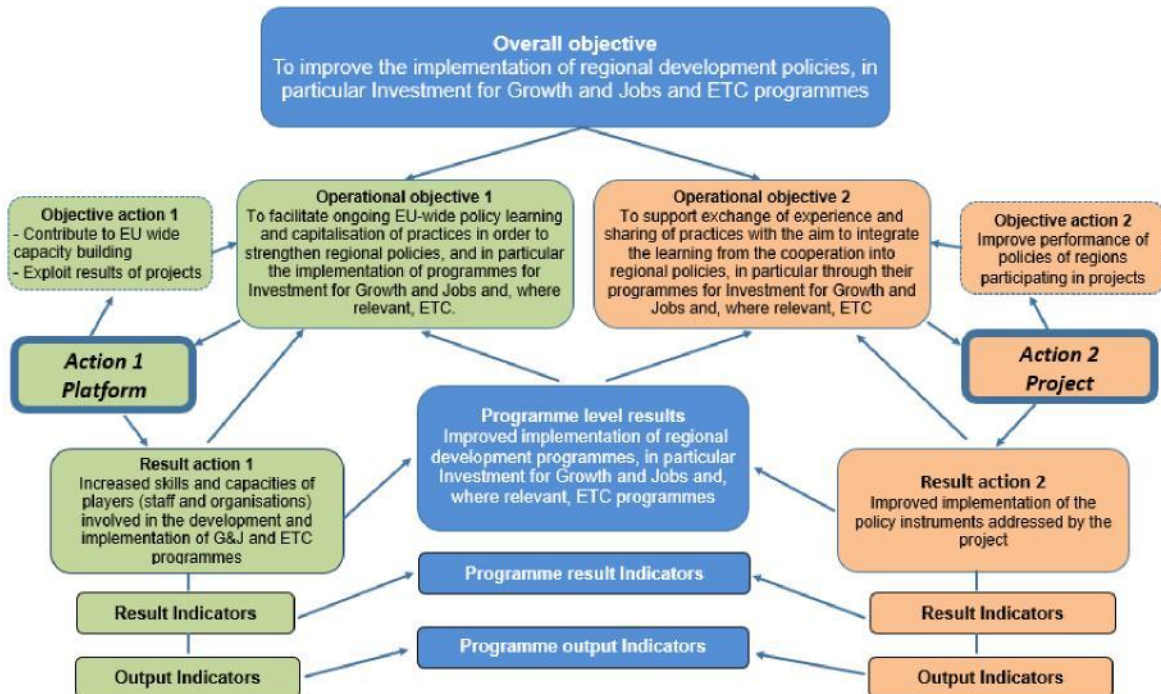 Overall objective
To improve the implementation of regional development policies, in
particular Investment for Growth and Jobs and ETC programmes
Objective action 1
- Contribute to EU wide
capacity building
- Exploit results of projects
Operational objective 1
To facilitate ongoing EU-wide policy learning
and capitalisation of practices in order to
strengthen regional policies, and in particular
the implementation of programmes for
Investment for Growth and Jobs and, where
relevant, ETC.
Operational objective 2
To support exchange of experience and
sharing of practices with the aim to integrate
the learning from the cooperation into
regional policies, in particular through their
programmes for Investment for Growth and
Jobs and, where relevant, ETC
Objective action 2
Improve performance of
policies of regions
participating in projects
Action 1
Platform
Action 2
Project
Programme level results
Improved implementation of regional
development programmes, in particular
Investment for Growth and Jobs and,
where relevant, ETC programmes
Result action 1
Increased skills and capacities of
players (staff and organisations)
involved in the development and
implementation of G&J and ETC
programmes
Result action 2
Improved implementation of the
policy instruments addressed by the
project
Programme result Indicators
Result Indicators
Result Indicators
Programme output Indicators
Output Indicators
Output Indicators